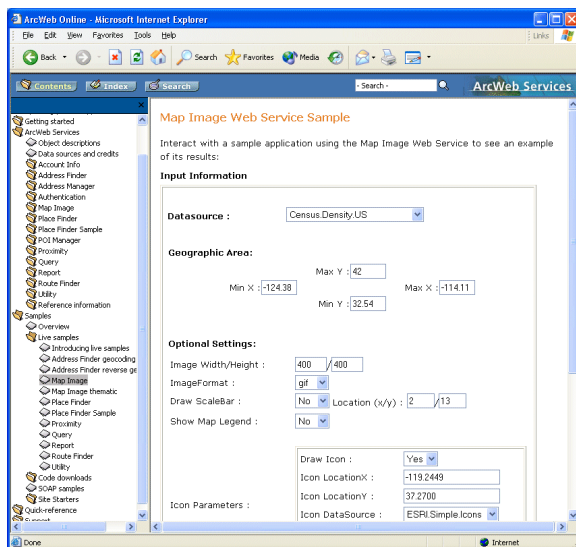 ArcWeb Online - Microsoft Internet Explorer
File Edit View Favorites Tools Help Links
Back Search Favorites Media
Contents Index Search - Search - ArcWeb Services
Getting started
ArcWeb Services
Object descriptions
Data sources and credits
Account Info
Address Finder
Address Manager
Authentication
Map Image
Place Finder
Place Finder Sample
POI Manager
Proximity
Query
Report
Route Finder
Utility
Reference information
Samples
Overview
Live samples
Introducing live samples
Address Finder geocoding
Address Finder reverse ge
Map Image
Map Image thematic
Place Finder
Place Finder Sample
Proximity
Query
Report
Route Finder
Utility
Code downloads
SOAP samples
Site Starters
Quick-reference
Support
Map Image Web Service Sample
Interact with a sample application using the Map Image Web Service to see an example
of its results:
Input Information
Datasource : Census.Density.US
Geographic Area:
Max Y : 42
Min X : -124.38 Max X : -114.11
Min Y : 32.54
Optional Settings:
Image Width/Height : 400 / 400
ImageFormat : gif
Draw ScaleBar : No Location (x/y) : 2 / 13
Show Map Legend : No
Draw Icon : Yes
Icon LocationX : -119.2449
Icon LocationY : 37.2700
Icon Parameters :
Icon DataSource : ESRI.Simple.Icons
Done Internet